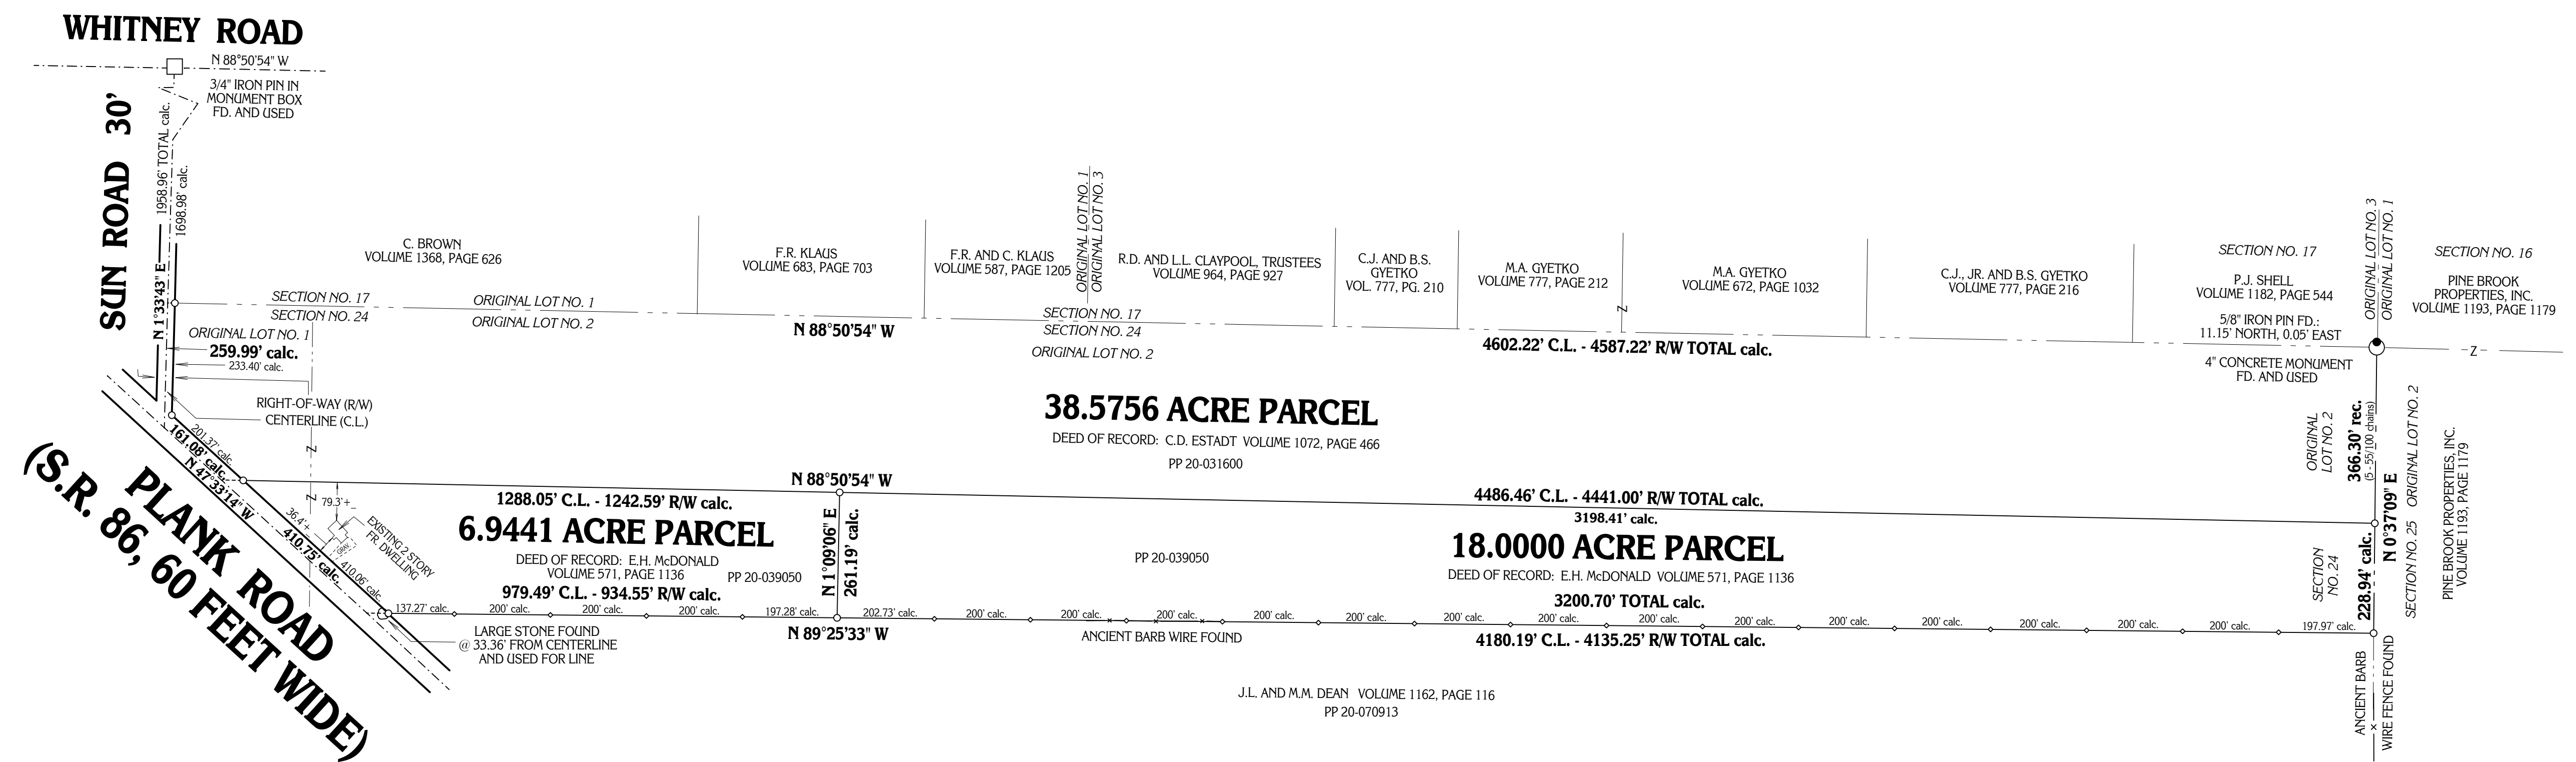 WHITNEY ROAD
N 88°50'54" W
3/4" IRON PIN IN
MONUMENT BOX
FD. AND USED
SUN ROAD 30'
1958.96' TOTAL calc.
1698.98' calc.
N 1°33'43" E
C. BROWN
VOLUME 1368, PAGE 626
F.R. KLAUS
VOLUME 683, PAGE 703
F.R. AND C. KLAUS
VOLUME 587, PAGE 1205
ORIGINAL LOT NO. 1
ORIGINAL LOT NO. 3
R.D. AND L.L. CLAYPOOL, TRUSTEES
VOLUME 964, PAGE 927
C.J. AND B.S.
GYETKO
VOL. 777, PG. 210
M.A. GYETKO
VOLUME 777, PAGE 212
Z
M.A. GYETKO
VOLUME 672, PAGE 1032
C.J., JR. AND B.S. GYETKO
VOLUME 777, PAGE 216
SECTION NO. 17
P.J. SHELL
VOLUME 1182, PAGE 544
5/8" IRON PIN FD.:
11.15' NORTH, 0.05' EAST
4" CONCRETE MONUMENT
FD. AND USED
ORIGINAL LOT NO. 3
ORIGINAL LOT NO. 1
SECTION NO. 16
PINE BROOK
PROPERTIES, INC.
VOLUME 1193, PAGE 1179
Z
SECTION NO. 17
SECTION NO. 24
ORIGINAL LOT NO. 1
ORIGINAL LOT NO. 2
N 88°50'54" W
SECTION NO. 17
SECTION NO. 24
ORIGINAL LOT NO. 2
4602.22' C.L. - 4587.22' R/W TOTAL calc.
ORIGINAL LOT NO. 1
259.99' calc.
233.40' calc.
RIGHT-OF-WAY (R/W)
CENTERLINE (C.L.)
Z
Z
38.5756 ACRE PARCEL
DEED OF RECORD: C.D. ESTADT VOLUME 1072, PAGE 466
PP 20-031600
ORIGINAL
LOT NO. 2
366.30' rec.
(5 - 55/100 chains)
N 0°37'09" E
SECTION NO. 25 ORIGINAL LOT NO. 2
PINE BROOK PROPERTIES, INC.
VOLUME 1193, PAGE 1179
201.37' calc.
161.08' calc.
N 47°33'14" W
PLANK ROAD
(S.R. 86, 60 FEET WIDE)
410.75' calc.
410.06' calc.
36.4'±
79.3'±
GRAV.
EXISTING 2 STORY
FR. DWELLING
N 88°50'54" W
1288.05' C.L. - 1242.59' R/W calc.
4486.46' C.L. - 4441.00' R/W TOTAL calc.
3198.41' calc.
6.9441 ACRE PARCEL
DEED OF RECORD: E.H. McDONALD
VOLUME 571, PAGE 1136
PP 20-039050
979.49' C.L. - 934.55' R/W calc.
N 1°09'06" E
261.19' calc.
PP 20-039050
18.0000 ACRE PARCEL
DEED OF RECORD: E.H. McDONALD VOLUME 571, PAGE 1136
3200.70' TOTAL calc.
SECTION
NO. 24
228.94' calc.
137.27' calc.
200' calc.
200' calc.
200' calc.
197.28' calc.
202.73' calc.
200' calc.
200' calc.
200' calc.
200' calc.
200' calc.
200' calc.
200' calc.
200' calc.
200' calc.
200' calc.
200' calc.
200' calc.
200' calc.
200' calc.
197.97' calc.
LARGE STONE FOUND
@ 33.36' FROM CENTERLINE
AND USED FOR LINE
N 89°25'33" W
ANCIENT BARB WIRE FOUND
4180.19' C.L. - 4135.25' R/W TOTAL calc.
J.L. AND M.M. DEAN VOLUME 1162, PAGE 116
PP 20-070913
ANCIENT BARB
WIRE FENCE FOUND